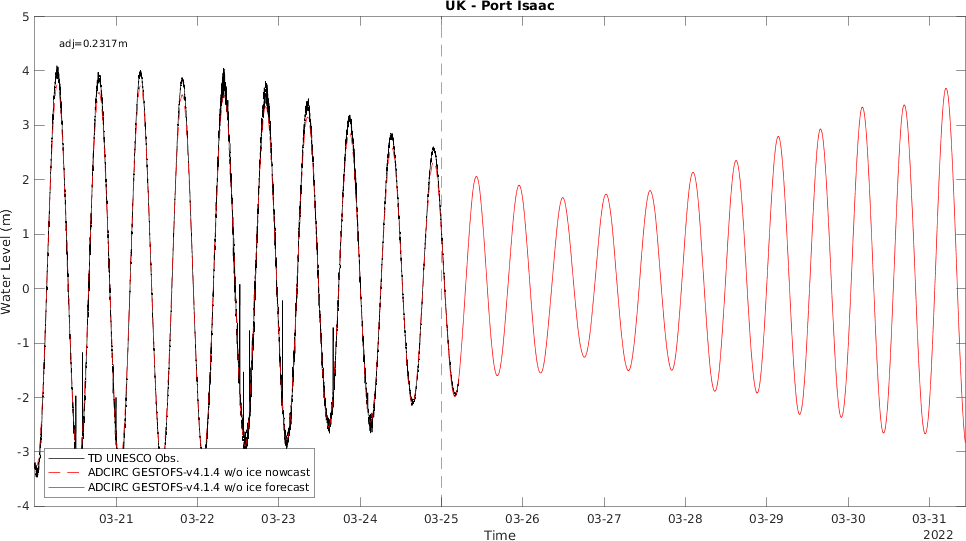 UK - Port Isaac
adj=0.2317m
5
4
3
2
1
0
-1
-2
-3
-4
Water Level (m)
TD UNESCO Obs.
ADCIRC GESTOFS-v4.1.4 w/o ice nowcast
ADCIRC GESTOFS-v4.1.4 w/o ice forecast
03-21 03-22 03-23 03-24 03-25 03-26 03-27 03-28 03-29 03-30 03-31
Time
2022